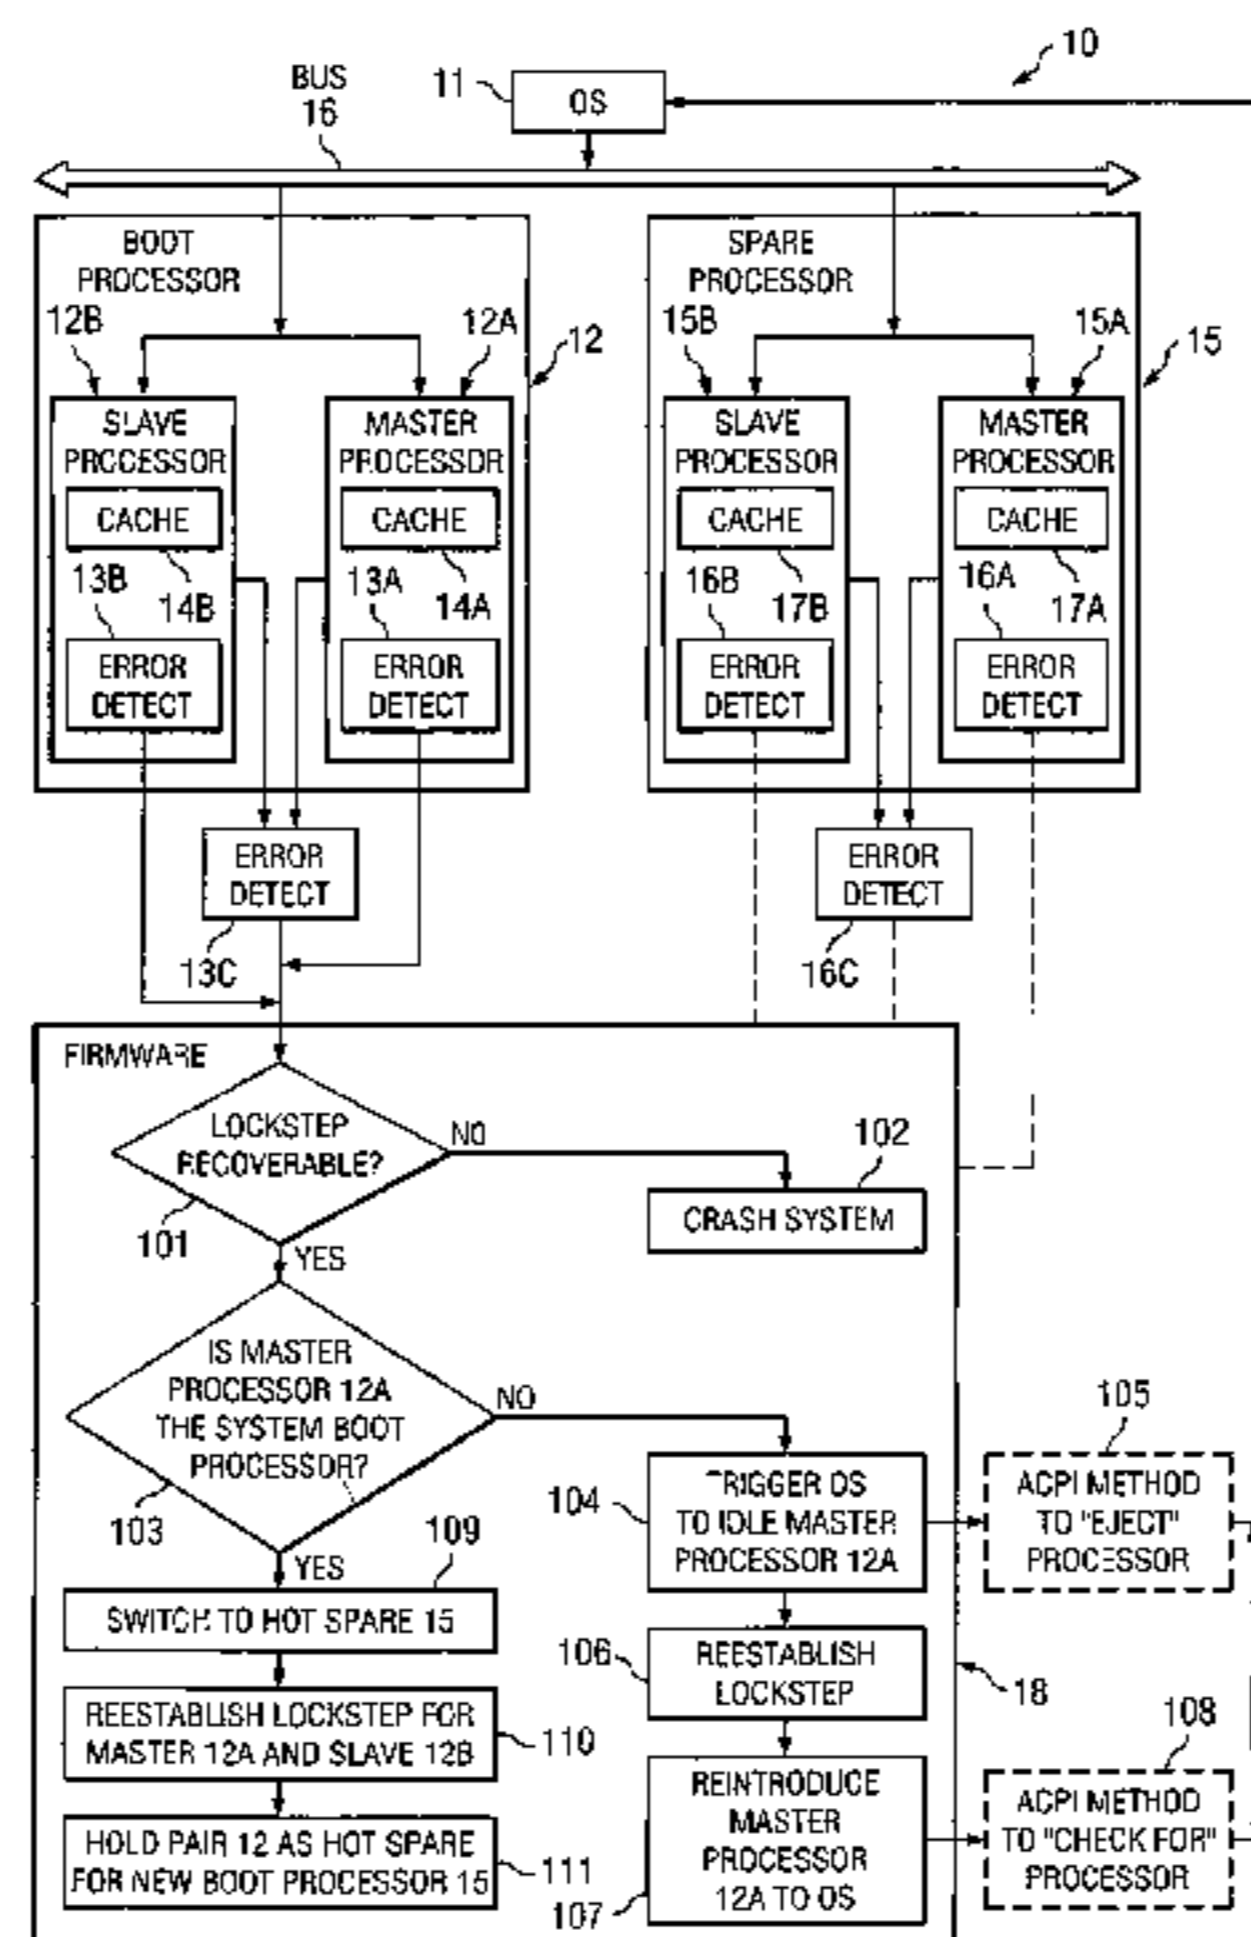 10
BUS
16
11
OS
BOOT
PROCESSOR
SPARE
PROCESSOR
12B
12A
12
15B
15A
15
SLAVE
PROCESSOR
MASTER
PROCESSOR
SLAVE
PROCESSOR
MASTER
PROCESSOR
CACHE
CACHE
CACHE
CACHE
13B
14B
13A
14A
16B
17B
16A
17A
ERROR
DETECT
ERROR
DETECT
ERROR
DETECT
ERROR
DETECT
ERROR
DETECT
ERROR
DETECT
13C
16C
FIRMWARE
LOCKSTEP
RECOVERABLE?
NO
102
CRASH SYSTEM
101
YES
IS MASTER
PROCESSOR 12A
THE SYSTEM BOOT
PROCESSOR?
NO
103
YES
104
TRIGGER OS
TO IDLE MASTER
PROCESSOR 12A
105
ACPI METHOD
TO "EJECT"
PROCESSOR
109
SWITCH TO HOT SPARE 15
106
REESTABLISH
LOCKSTEP
18
REESTABLISH LOCKSTEP FOR
MASTER 12A AND SLAVE 12B
110
108
REINTRODUCE
MASTER
PROCESSOR
12A TO OS
107
ACPI METHOD
TO "CHECK FOR"
PROCESSOR
HOLD PAIR 12 AS HOT SPARE
FOR NEW BOOT PROCESSOR 15
111